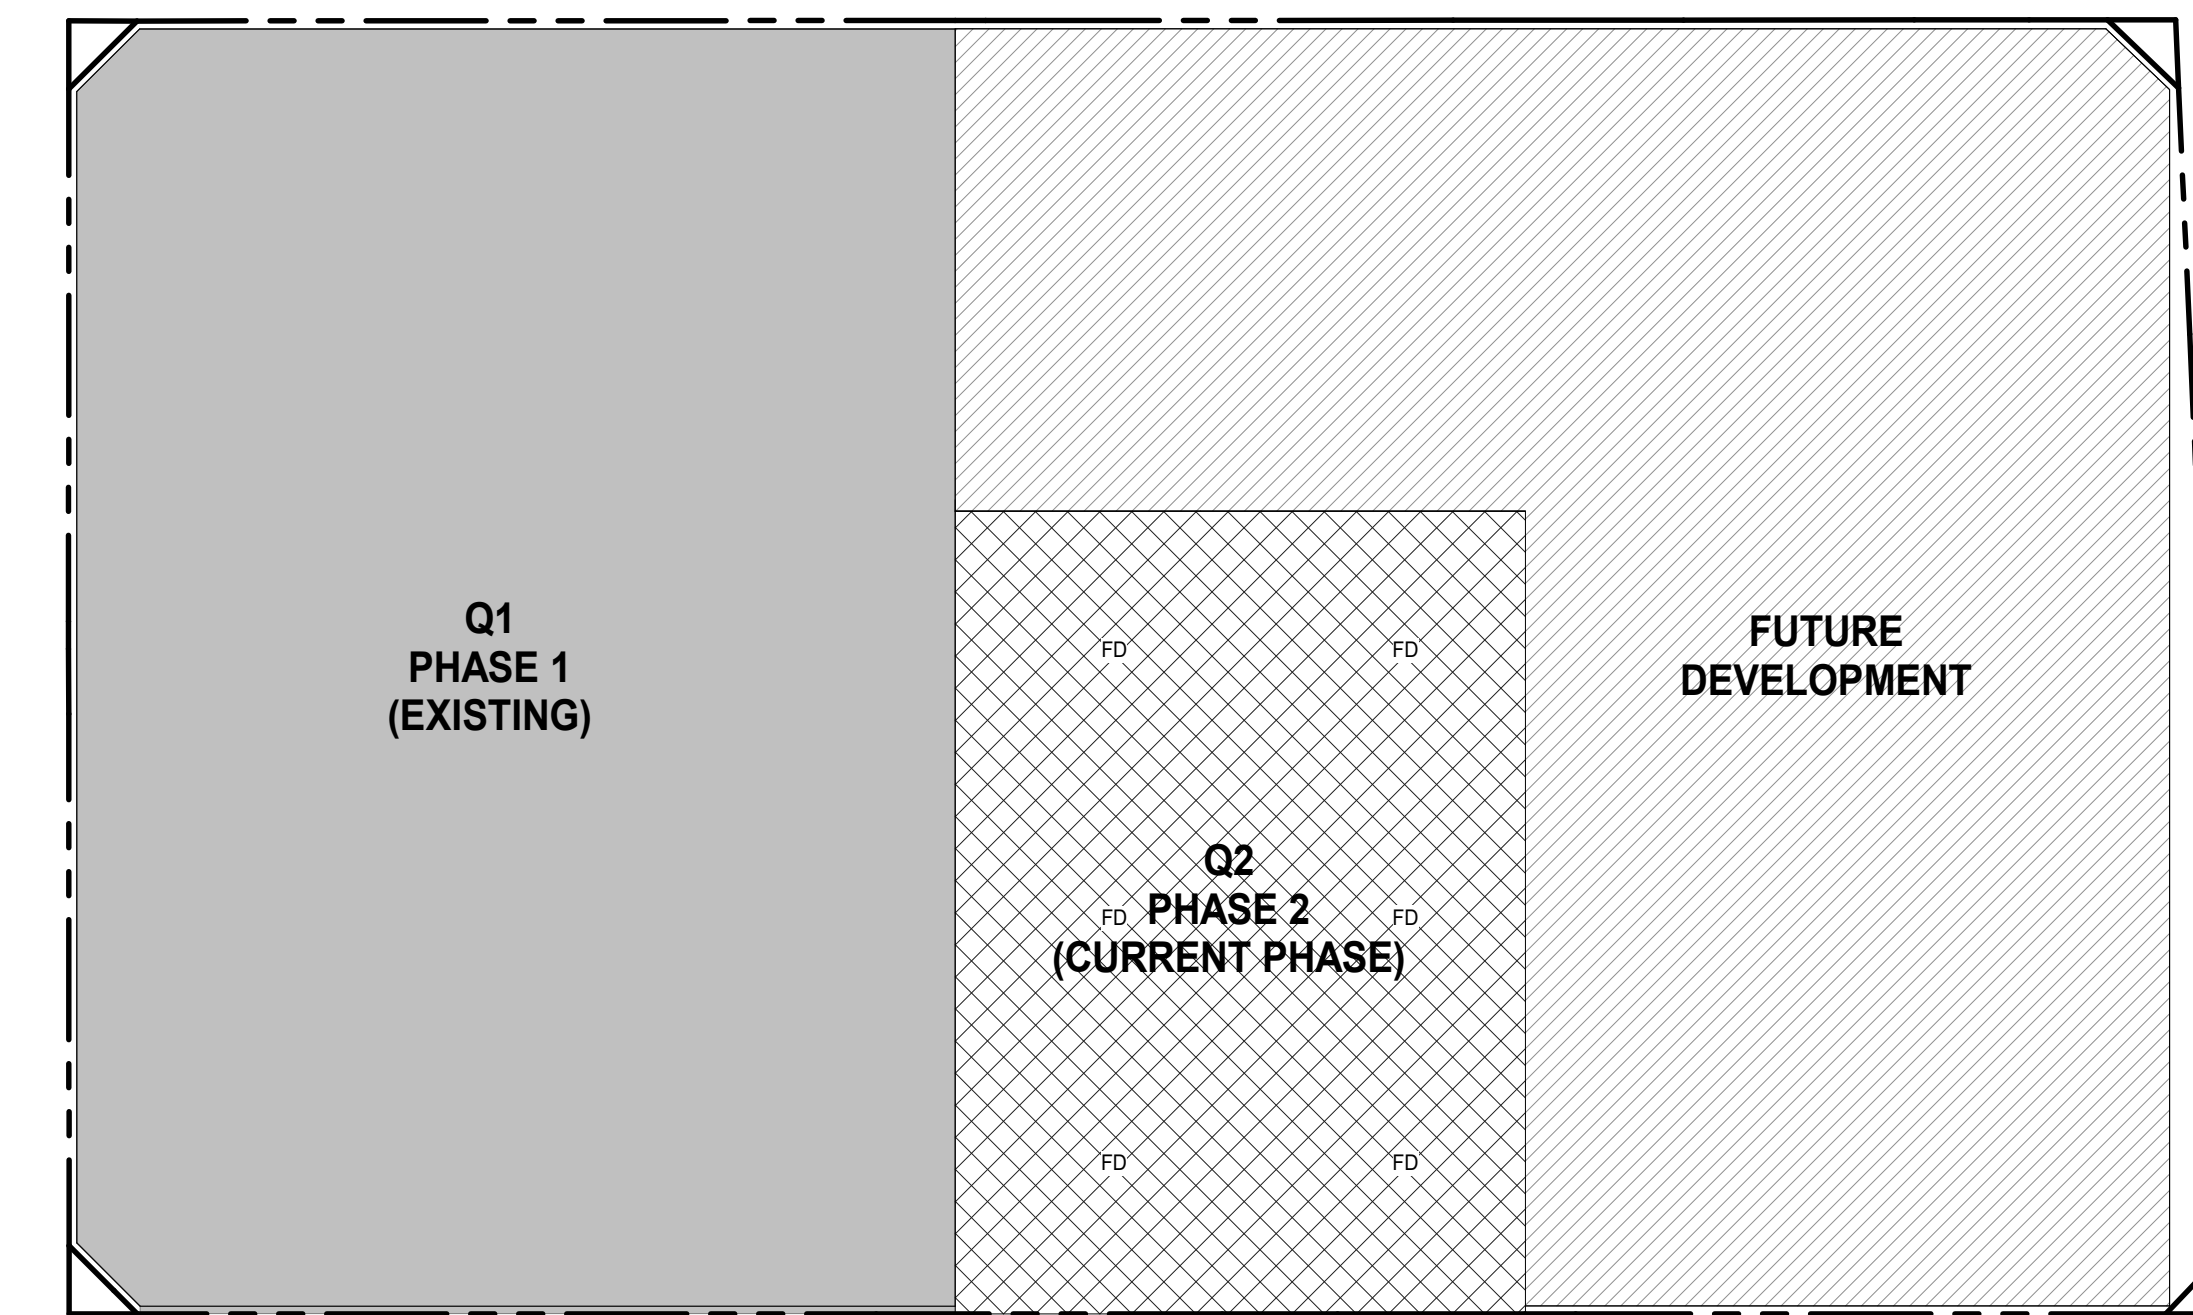 Q1
PHASE 1
(EXISTING)
FD FD
Q2
FD PHASE 2 FD
(CURRENT PHASE)
FD FD
FUTURE
DEVELOPMENT